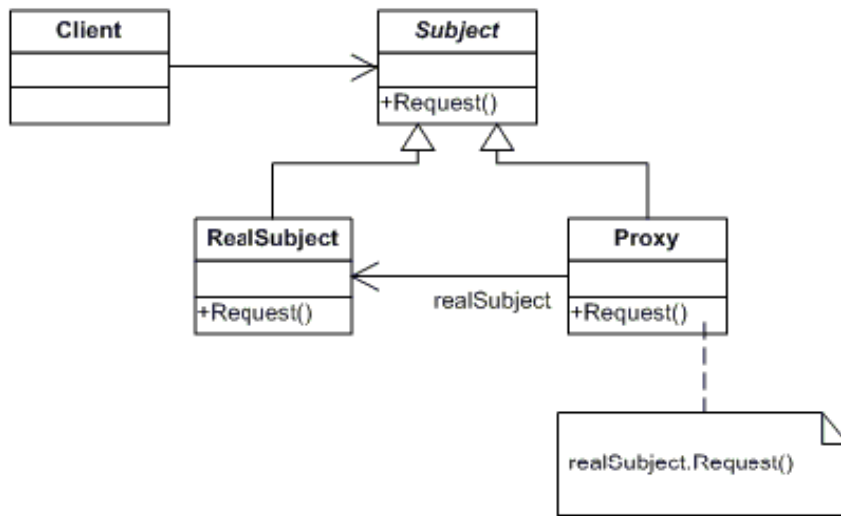 Client
Subject
+Request()
RealSubject
Proxy
realSubject
+Request()
+Request()
realSubject.Request()